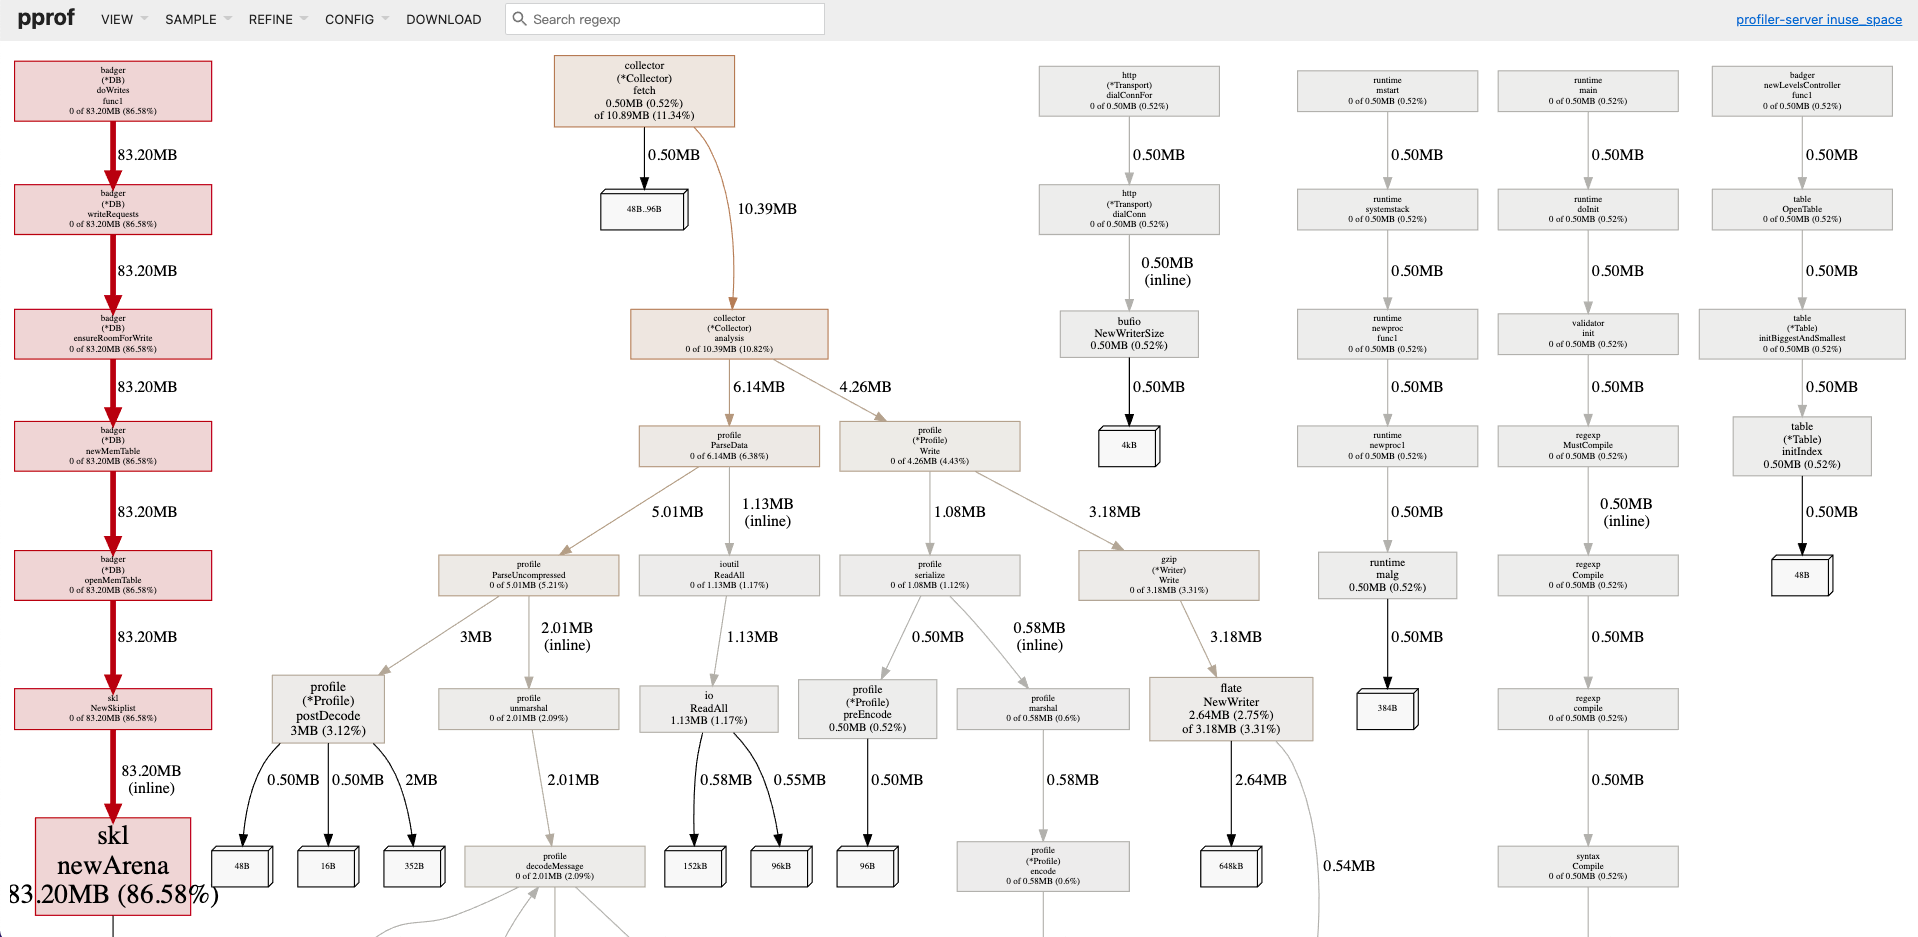 pprof
VIEW
SAMPLE
REFINE
CONFIG
DOWNLOAD
Search regexp
profiler-server inuse_space
badger
(*DB)
doWrites
func1
0 of 83.20MB (86.58%)
83.20MB
badger
(*DB)
writeRequests
0 of 83.20MB (86.58%)
83.20MB
badger
(*DB)
ensureRoomForWrite
0 of 83.20MB (86.58%)
83.20MB
badger
(*DB)
newMemTable
0 of 83.20MB (86.58%)
83.20MB
badger
(*DB)
openMemTable
0 of 83.20MB (86.58%)
83.20MB
skl
NewSkiplist
0 of 83.20MB (86.58%)
83.20MB
(inline)
skl
newArena
83.20MB (86.58%)
collector
(*Collector)
fetch
0.50MB (0.52%)
of 10.89MB (11.34%)
0.50MB
48B..96B
10.39MB
collector
(*Collector)
analysis
0 of 10.39MB (10.82%)
6.14MB
4.26MB
profile
ParseData
0 of 6.14MB (6.38%)
profile
(*Profile)
Write
0 of 4.26MB (4.43%)
5.01MB
1.13MB
(inline)
1.08MB
3.18MB
profile
ParseUncompressed
0 of 5.01MB (5.21%)
ioutil
ReadAll
0 of 1.13MB (1.17%)
profile
serialize
0 of 1.08MB (1.12%)
gzip
(*Writer)
Write
0 of 3.18MB (3.31%)
3MB
2.01MB
(inline)
1.13MB
0.50MB
0.58MB
(inline)
3.18MB
profile
(*Profile)
postDecode
3MB (3.12%)
profile
unmarshal
0 of 2.01MB (2.09%)
io
ReadAll
1.13MB (1.17%)
profile
(*Profile)
preEncode
0.50MB (0.52%)
profile
marshal
0 of 0.58MB (0.6%)
flate
NewWriter
2.64MB (2.75%)
of 3.18MB (3.31%)
0.50MB
0.50MB
2MB
2.01MB
0.58MB
0.55MB
0.50MB
0.58MB
2.64MB
0.54MB
48B
16B
352B
profile
decodeMessage
0 of 2.01MB (2.09%)
152kB
96kB
96B
profile
(*Profile)
encode
0 of 0.58MB (0.6%)
648kB
http
(*Transport)
dialConnFor
0 of 0.50MB (0.52%)
0.50MB
http
(*Transport)
dialConn
0 of 0.50MB (0.52%)
0.50MB
(inline)
bufio
NewWriterSize
0.50MB (0.52%)
0.50MB
4kB
runtime
mstart
0 of 0.50MB (0.52%)
0.50MB
runtime
systemstack
0 of 0.50MB (0.52%)
0.50MB
runtime
newproc
func1
0 of 0.50MB (0.52%)
0.50MB
runtime
newproc1
0 of 0.50MB (0.52%)
0.50MB
runtime
malg
0.50MB (0.52%)
0.50MB
384B
runtime
main
0 of 0.50MB (0.52%)
0.50MB
runtime
doInit
0 of 0.50MB (0.52%)
0.50MB
validator
init
0 of 0.50MB (0.52%)
0.50MB
regexp
MustCompile
0 of 0.50MB (0.52%)
0.50MB
(inline)
regexp
Compile
0 of 0.50MB (0.52%)
0.50MB
regexp
compile
0 of 0.50MB (0.52%)
0.50MB
syntax
Compile
0 of 0.50MB (0.52%)
badger
newLevelsController
func1
0 of 0.50MB (0.52%)
0.50MB
table
OpenTable
0 of 0.50MB (0.52%)
0.50MB
table
(*Table)
initBiggestAndSmallest
0 of 0.50MB (0.52%)
0.50MB
table
(*Table)
initIndex
0.50MB (0.52%)
0.50MB
48B